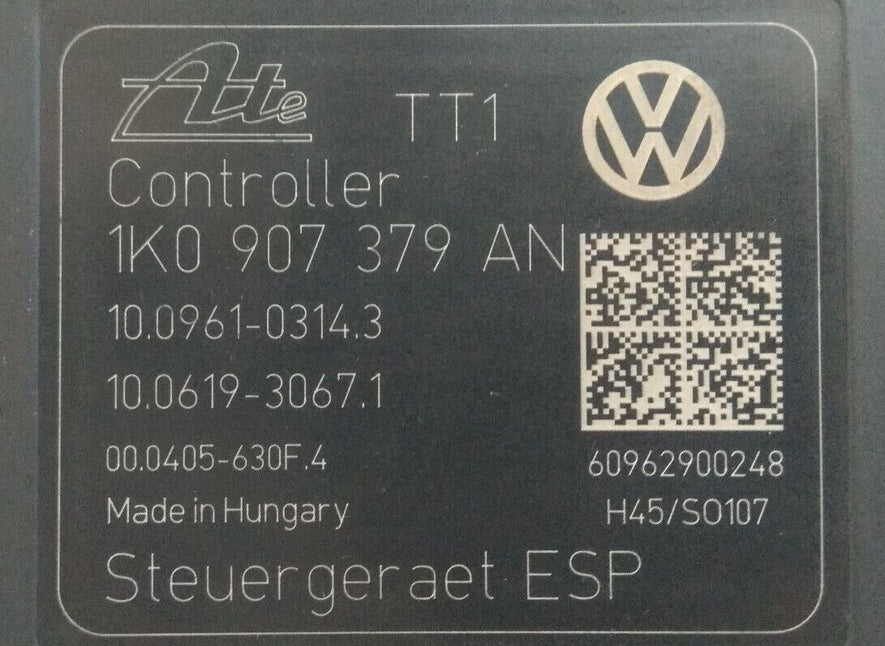 Ate TT1
Controller
1K0 907 379 AN
10.0961-0314.3
10.0619-3067.1
00.0405-630F.4
60962900248
Made in Hungary
H45/SO107
Steuergeraet ESP